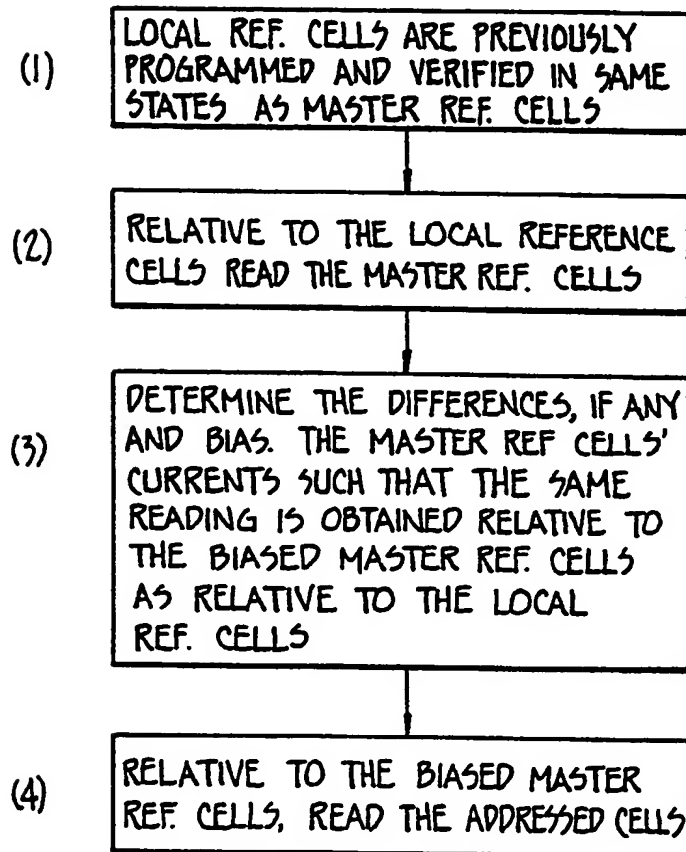 (1)
LOCAL REF. CELLS ARE PREVIOUSLY
PROGRAMMED AND VERIFIED IN SAME
STATES AS MASTER REF. CELLS
(2)
RELATIVE TO THE LOCAL REFERENCE
CELLS READ THE MASTER REF. CELLS
(3)
DETERMINE THE DIFFERENCES, IF ANY
AND BIAS. THE MASTER REF CELLS'
CURRENTS SUCH THAT THE SAME
READING IS OBTAINED RELATIVE TO
THE BIASED MASTER REF. CELLS
AS RELATIVE TO THE LOCAL
REF. CELLS
(4)
RELATIVE TO THE BIASED MASTER
REF. CELLS, READ THE ADDRESSED CELLS